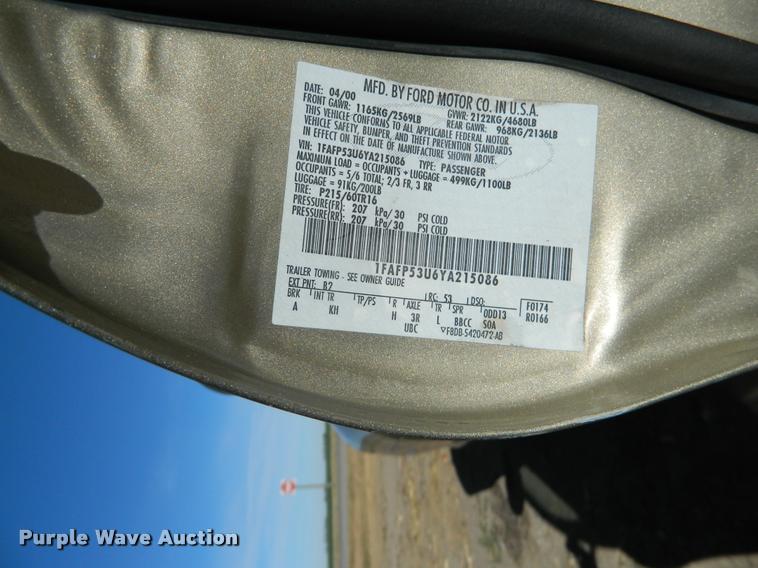 MFD. BY FORD MOTOR CO. IN U.S.A.
DATE: 04/00 GVWR: 2122KG/4680LB
FRONT GAWR: 1165KG/2569LB REAR GAWR: 968KG/2136LB
THIS VEHICLE CONFORMS TO ALL APPLICABLE FEDERAL MOTOR
VEHICLE SAFETY, BUMPER, AND THEFT PREVENTION STANDARDS
IN EFFECT ON THE DATE OF MANUFACTURE SHOWN ABOVE.
VIN: 1FAFP53U6YA215086 TYPE: PASSENGER
MAXIMUM LOAD = OCCUPANTS + LUGGAGE = 499KG/1100LB
OCCUPANTS = 5/6 TOTAL; 2/3 FR, 3 RR
LUGGAGE = 91KG/200LB
TIRE: P215/60TR16
PRESSURE(FR): 207 kPa/30 PSI COLD
PRESSURE(RR): 207 kPa/30 PSI COLD
1FAFP53U6YA215086
TRAILER TOWING - SEE OWNER GUIDE
EXT PNT: B2 RC: 53 DSO: F0174
BRK INT TR TP/PS R AXLE TR SPR 0DD13 R0166
A KH H 3R L BBCC SOA
UBC ▽F8DB-5420472-AB
Purple Wave Auction